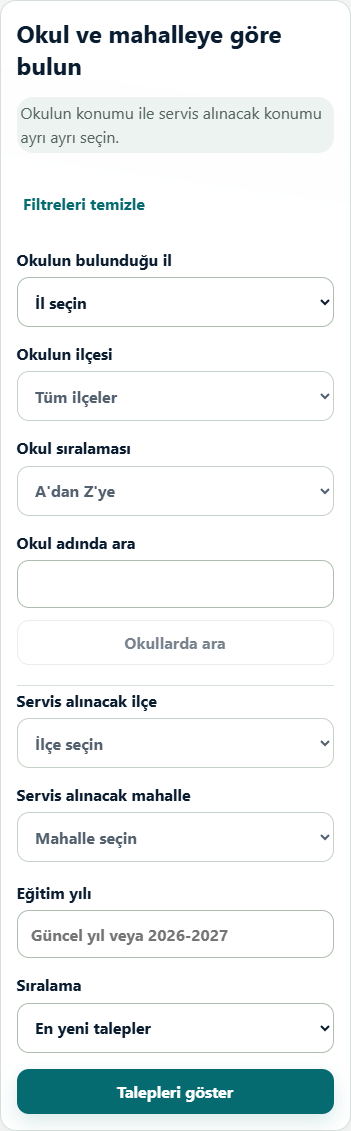 Okul ve mahalleye göre
bulun
Okulun konumu ile servis alınacak konumu
ayrı ayrı seçin.
Filtreleri temizle
Okulun bulunduğu il
İl seçin
Okulun ilçesi
Tüm ilçeler
Okul sıralaması
A'dan Z'ye
Okul adında ara
Okullarda ara
Servis alınacak ilçe
İlçe seçin
Servis alınacak mahalle
Mahalle seçin
Eğitim yılı
Güncel yıl veya 2026-2027
Sıralama
En yeni talepler
Talepleri göster